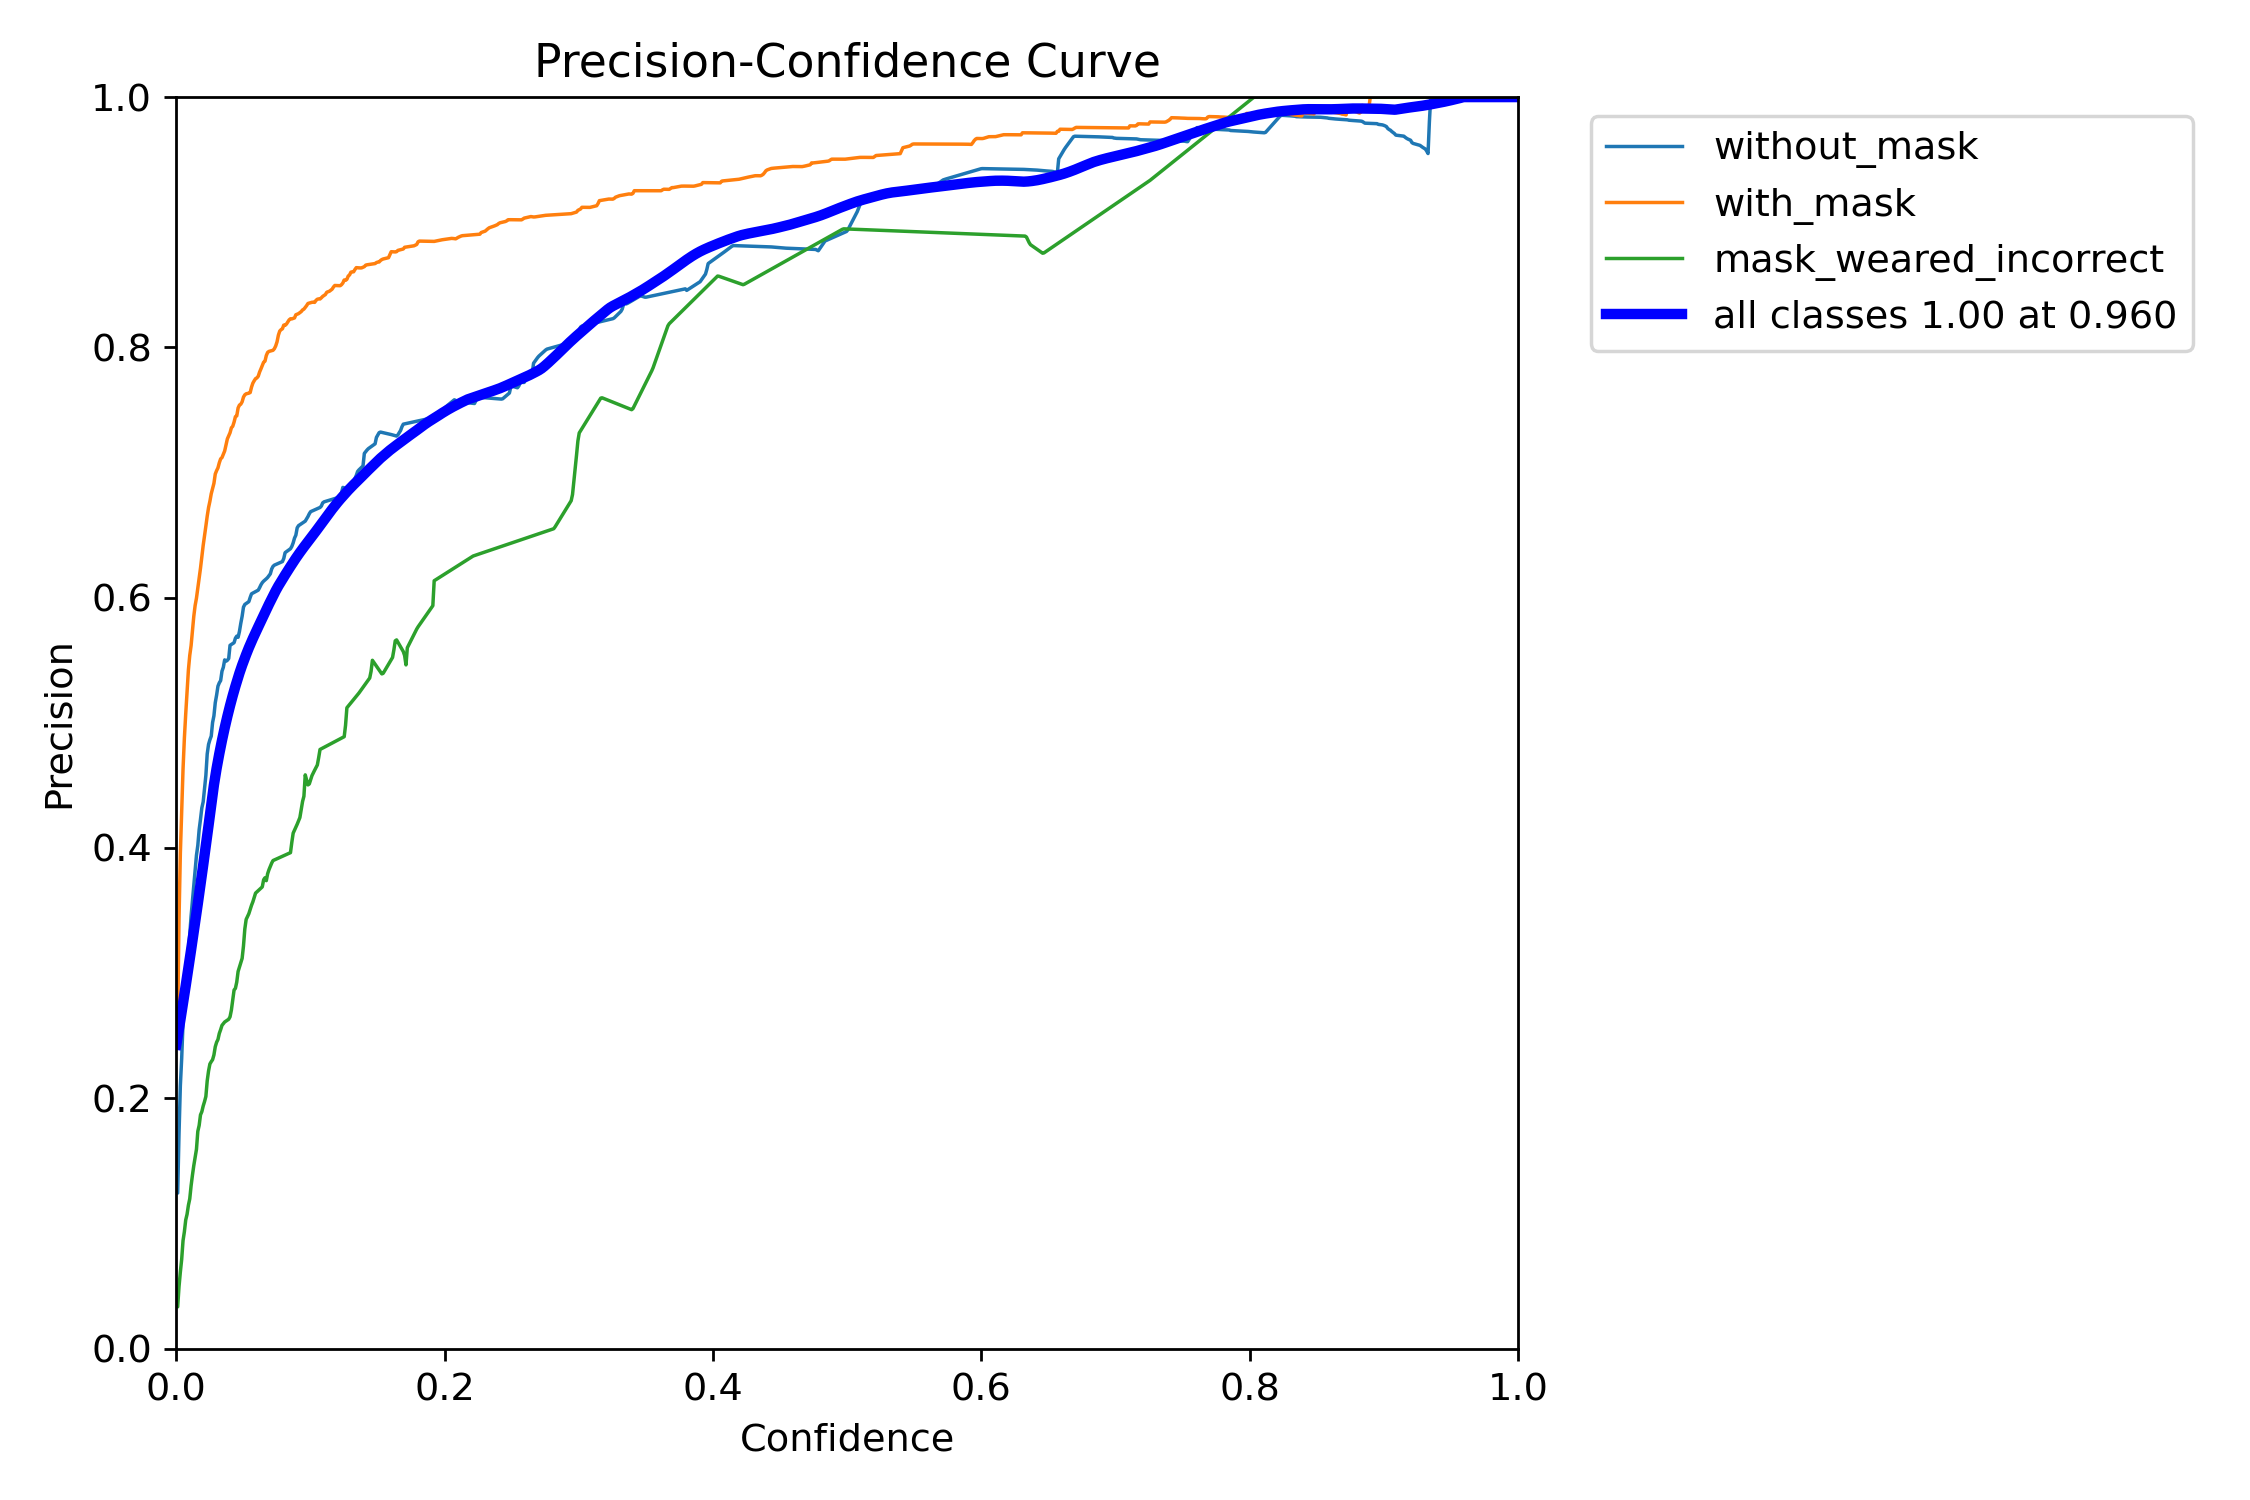 Precision-Confidence Curve
1.0
0.8
0.6
0.4
0.2
0.0
Precision
0.0 0.2 0.4 0.6 0.8 1.0
Confidence
without_mask
with_mask
mask_weared_incorrect
all classes 1.00 at 0.960